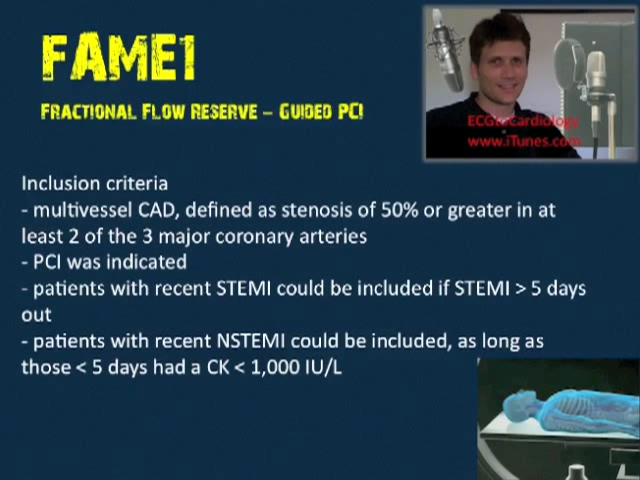 FAME1
Fractional Flow Reserve – Guided PCI
www.iTunes.com
Inclusion criteria
- multivessel CAD, defined as stenosis of 50% or greater in at
least 2 of the 3 major coronary arteries
- PCI was indicated
- patients with recent STEMI could be included if STEMI > 5 days
out
- patients with recent NSTEMI could be included, as long as
those < 5 days had a CK < 1,000 IU/L